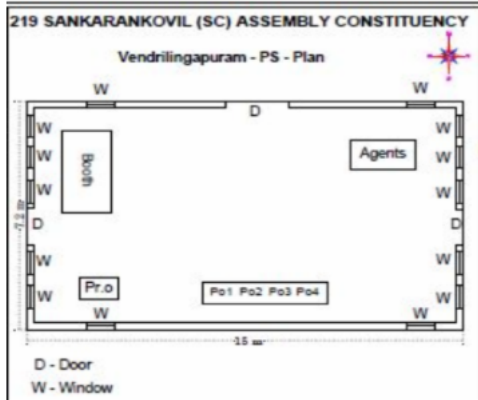 219 SANKARANKOVIL (SC) ASSEMBLY CONSTITUENCY
Vendrilingapuram - PS - Plan
W W
D
W W
W Booth Agents W
W W
D D
W W
Pr.o Po1 Po2 Po3 Po4
W W
W W
15 m
D - Door
W - Window